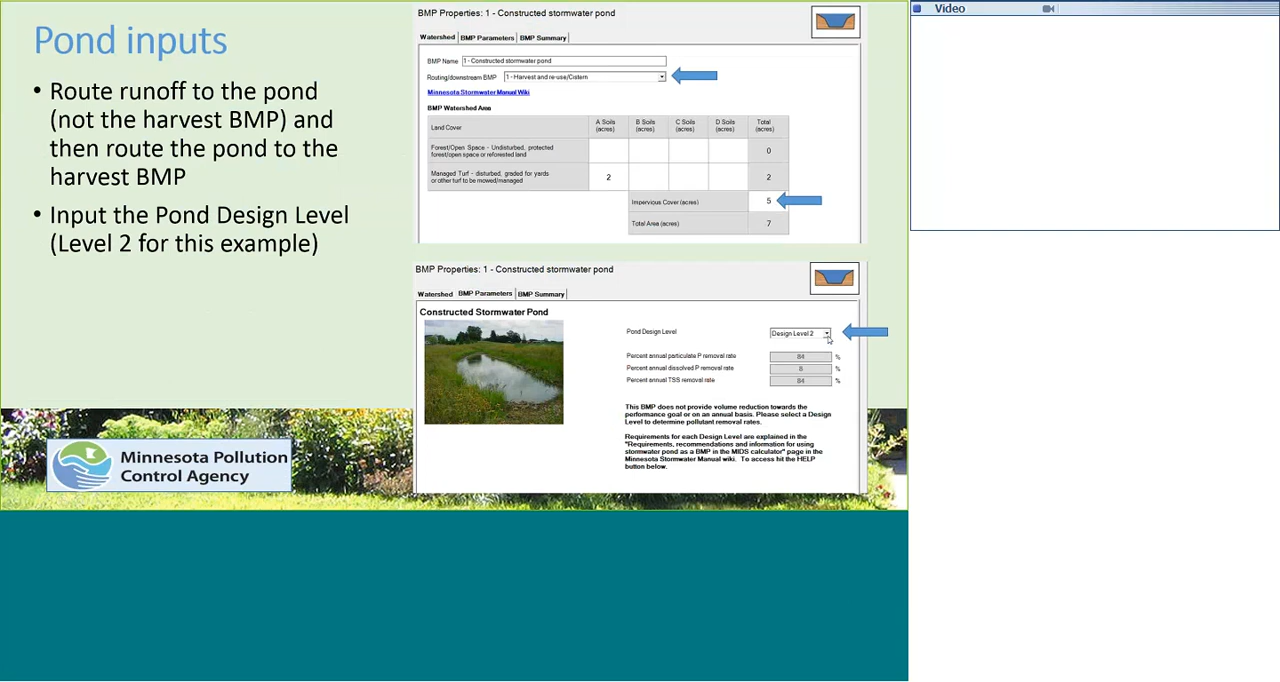 Pond inputs
• Route runoff to the pond
(not the harvest BMP) and
then route the pond to the
harvest BMP
• Input the Pond Design Level
(Level 2 for this example)
BMP Properties: 1 - Constructed stormwater pond
Watershed BMP Parameters BMP Summary
BMP Name 1 - Constructed stormwater pond
Routing/downstream BMP 1 - Harvest and re-use/Cistern
Minnesota Stormwater Manual Wiki
BMP Watershed Area
Land Cover
A Soils (acres)
B Soils (acres)
C Soils (acres)
D Soils (acres)
Total (acres)
Forest/Open Space - Undisturbed, protected
forest/open space or reforested land
0
Managed Turf - disturbed, graded for yards
or other turf to be mowed/managed
2
2
Impervious Cover (acres) 5
Total Area (acres) 7
BMP Properties: 1 - Constructed stormwater pond
Watershed BMP Parameters BMP Summary
Constructed Stormwater Pond
Pond Design Level Design Level 2
Percent annual particulate P removal rate 84 %
Percent annual dissolved P removal rate 8 %
Percent annual TSS removal rate 84 %
This BMP does not provide volume reduction towards the
performance goal or on an annual basis. Please select a Design
Level to determine pollutant removal rates.
Requirements for each Design Level are explained in the
"Requirements, recommendations and information for using
stormwater pond as a BMP in the MIDS calculator" page in the
Minnesota Stormwater Manual wiki. To access hit the HELP
button below.
Minnesota Pollution
Control Agency
Video